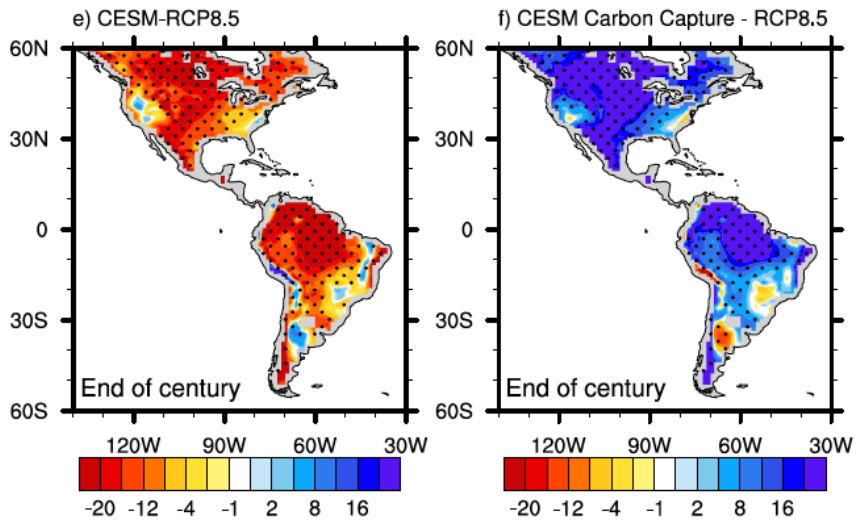 e) CESM-RCP8.5
f) CESM Carbon Capture - RCP8.5
60N
30N
0
30S
60S
End of century
120W 90W 60W 30W
-20 -12 -4 -1 2 8 16
60N
30N
0
30S
60S
End of century
120W 90W 60W 30W
-20 -12 -4 -1 2 8 16